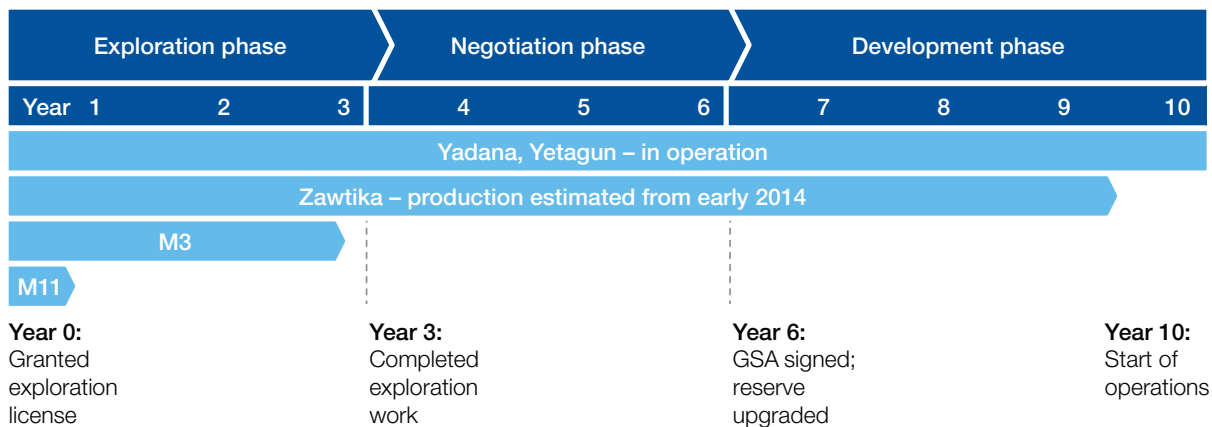 Exploration phase Negotiation phase Development phase
Year 1 2 3 4 5 6 7 8 9 10
Yadana, Yetagun – in operation
Zawtika – production estimated from early 2014
M3
M11
Year 0:
Granted
exploration
license
Year 3:
Completed
exploration
work
Year 6:
GSA signed;
reserve
upgraded
Year 10:
Start of
operations